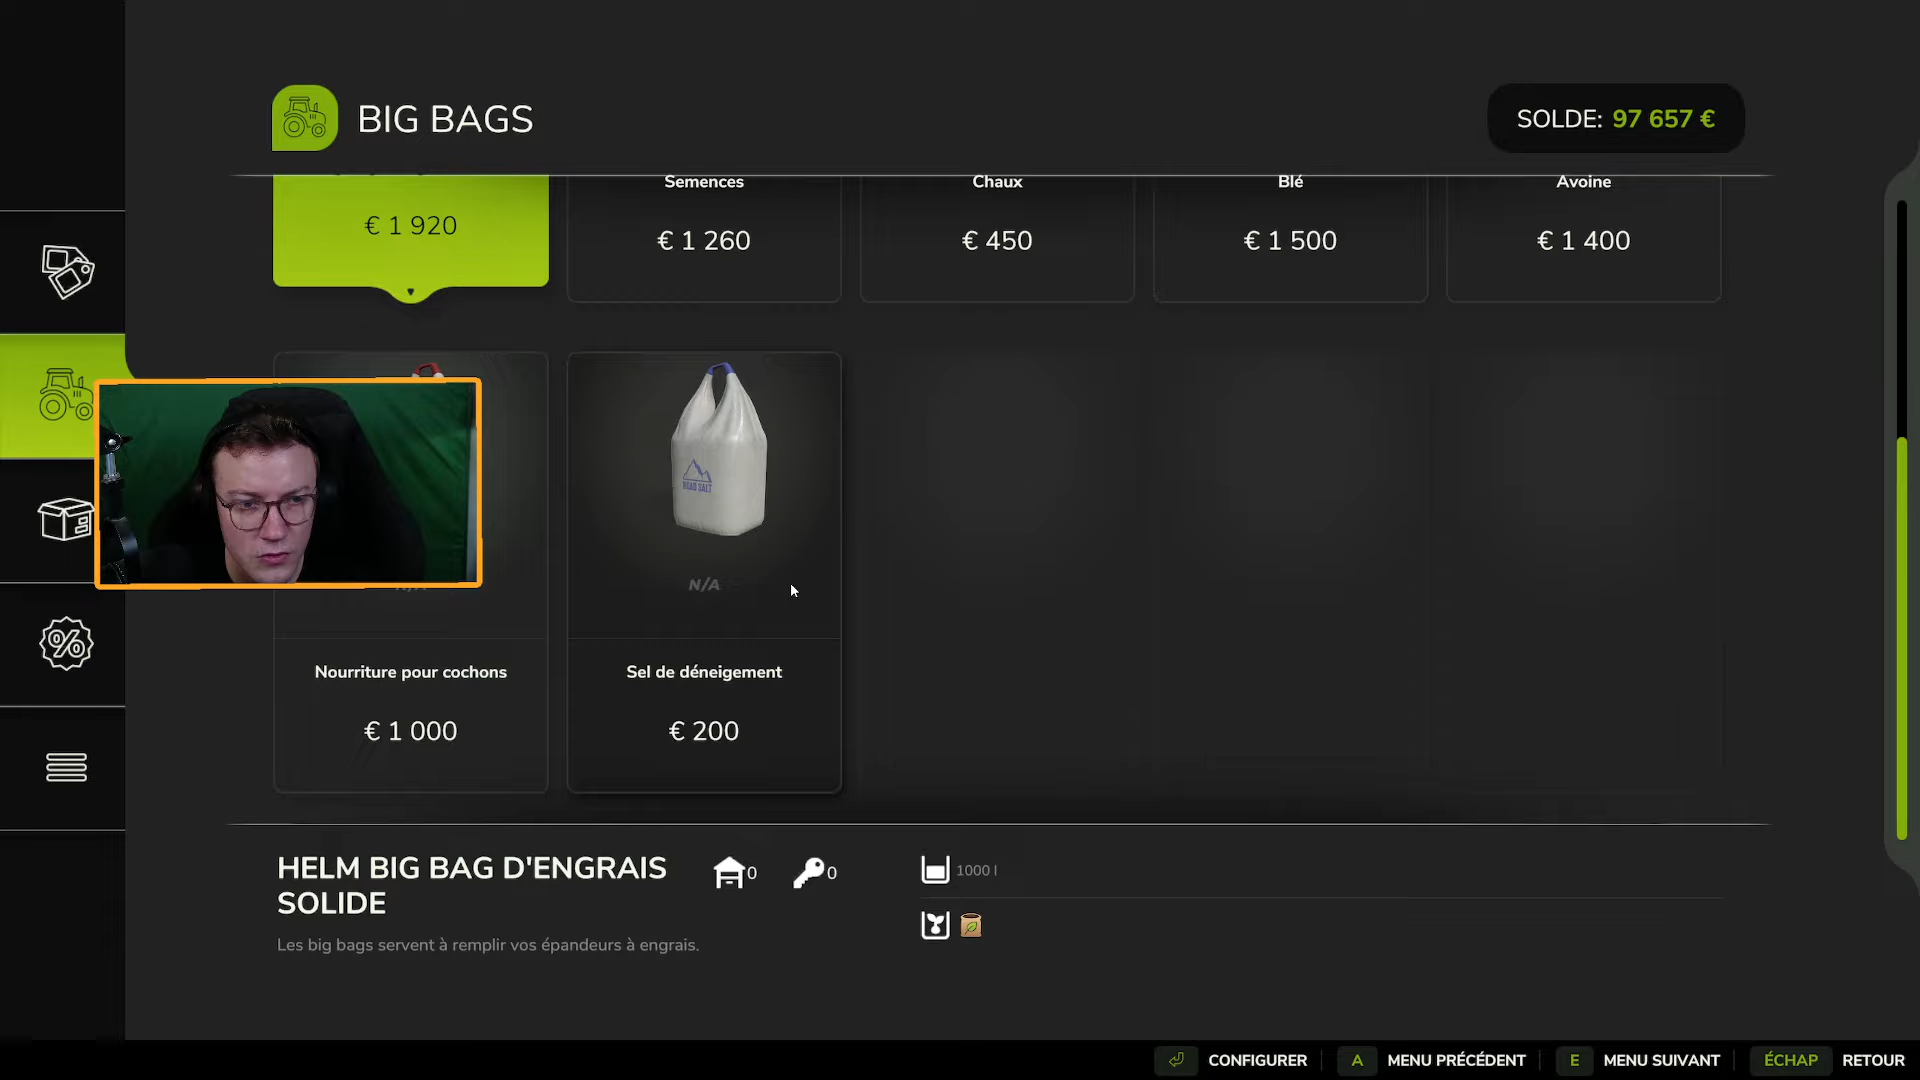 BIG BAGS
SOLDE: 97 657 €
€ 1 920
Semences
€ 1 260
Chaux
€ 450
Blé
€ 1 500
Avoine
€ 1 400
ROAD SALT
N/A
Nourriture pour cochons
€ 1 000
Sel de déneigement
€ 200
HELM BIG BAG D'ENGRAIS
SOLIDE
0
0
1000 l
Les big bags servent à remplir vos épandeurs à engrais.
CONFIGURER
A MENU PRÉCÉDENT
E MENU SUIVANT
ÉCHAP RETOUR